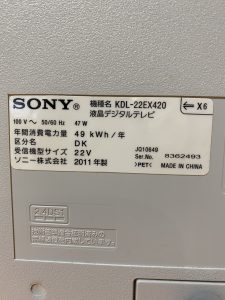 SONY®
機種名 KDL-22EX420
液晶デジタルテレビ
X6
100 V～ 50/60 Hz 47 W
年間消費電力量 49 kWh/年
区分名 DK
受信機型サイズ 22V
ソニー株式会社 2011年製
JQ10649
Ser.No. 8362493
>PET<
MADE IN CHINA